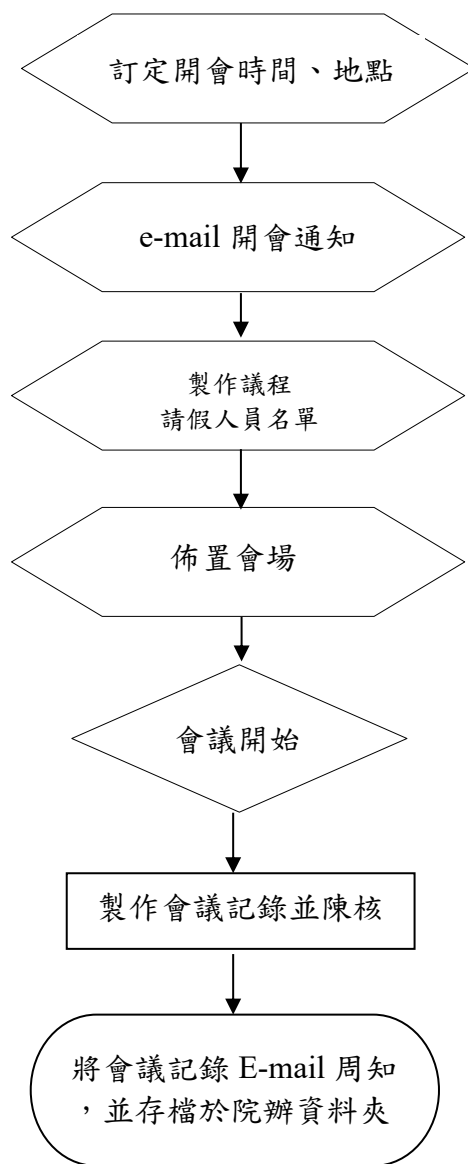 訂定開會時間、地點
e-mail 開會通知
製作議程
請假人員名單
佈置會場
會議開始
製作會議記錄並陳核
將會議記錄 E-mail 周知
，並存檔於院辦資料夾